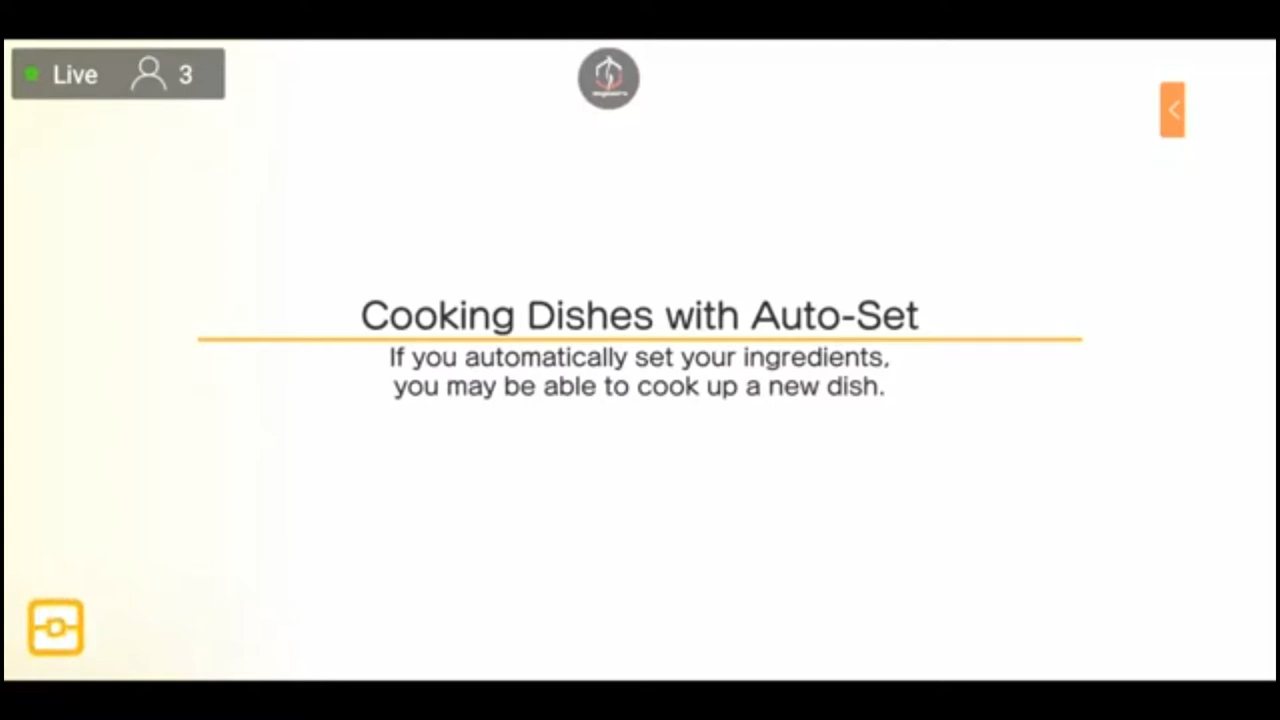 Live 3
Cooking Dishes with Auto-Set
If you automatically set your ingredients,
you may be able to cook up a new dish.